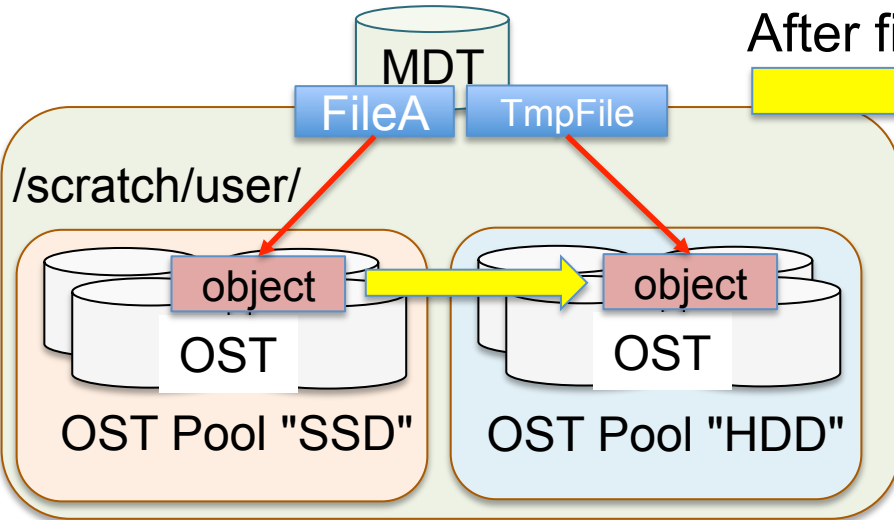 After fi
MDT
FileA
TmpFile
/scratch/user/
object
object
OST
OST
OST Pool "SSD"
OST Pool "HDD"